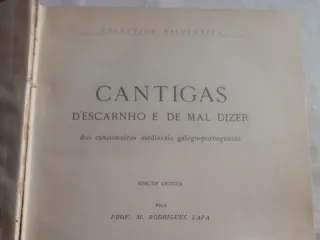 CANTIGAS
D'ESCARNHO E DE MAL DIZER
dos cancioneiros medievais galego-portugueses
EDIÇÃO CRÍTICA
PELO
PROF. M. RODRIGUES LAPA